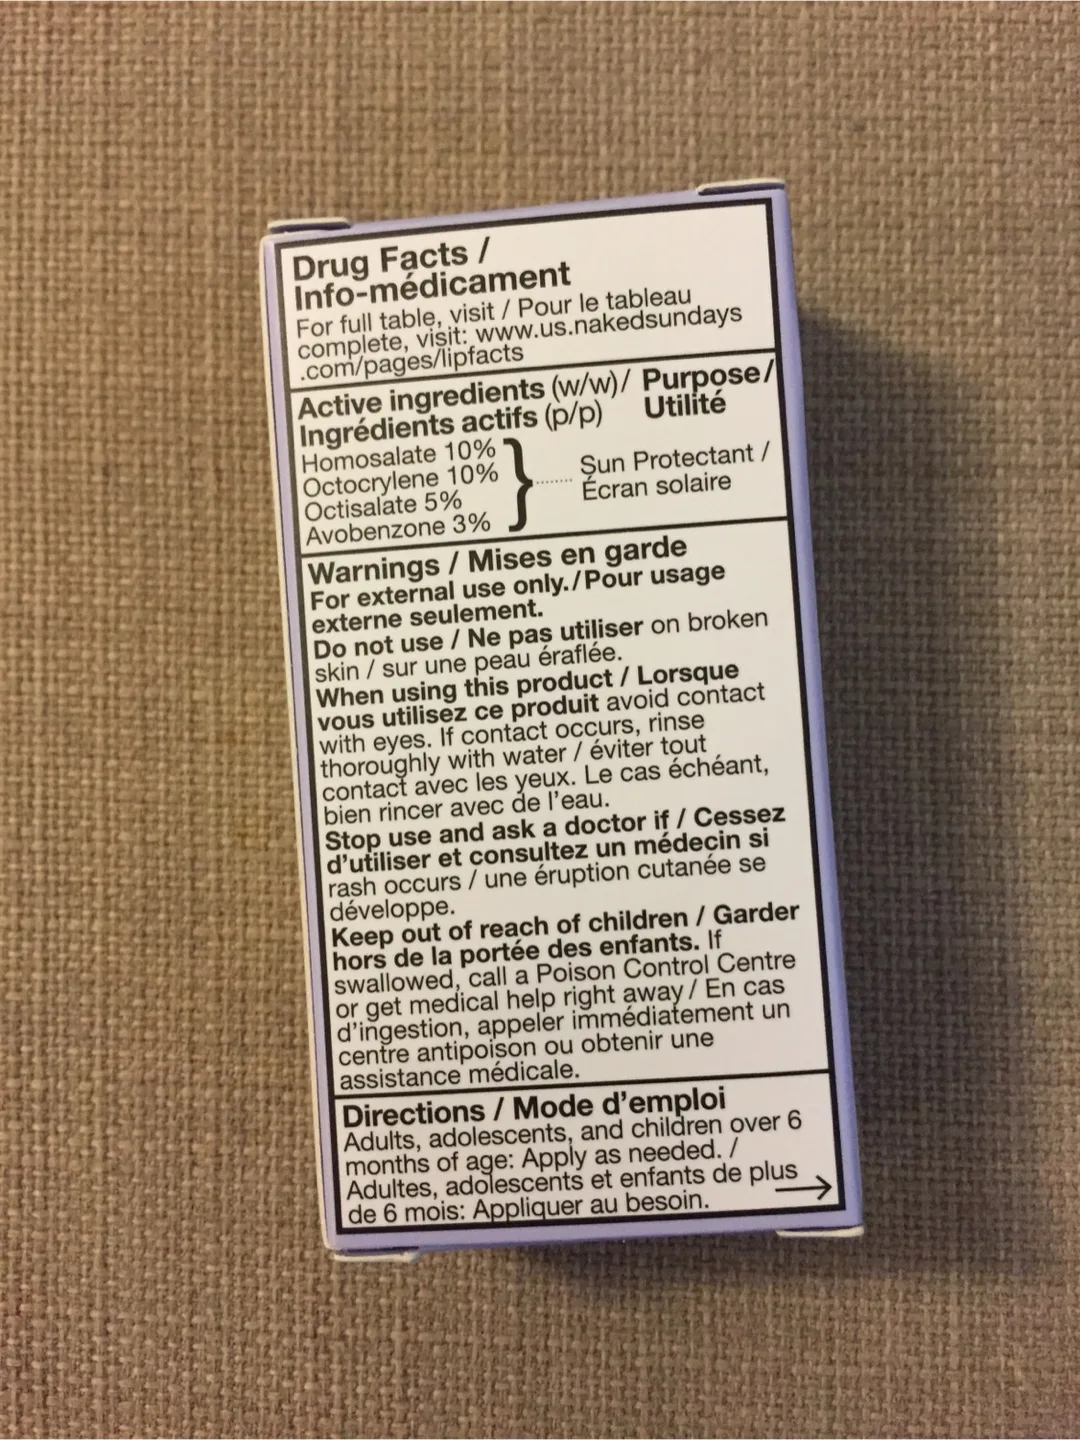 Drug Facts /
Info-médicament
For full table, visit / Pour le tableau
complete, visit: www.us.nakedsundays
.com/pages/lipfacts
Active ingredients (w/w)/ Purpose/
Ingrédients actifs (p/p) Utilité
Homosalate 10%
Octocrylene 10% Sun Protectant /
Octisalate 5% Écran solaire
Avobenzone 3%
Warnings / Mises en garde
For external use only./Pour usage
externe seulement.
Do not use / Ne pas utiliser on broken
skin / sur une peau éraflée.
When using this product / Lorsque
vous utilisez ce produit avoid contact
with eyes. If contact occurs, rinse
thoroughly with water / éviter tout
contact avec les yeux. Le cas échéant,
bien rincer avec de l'eau.
Stop use and ask a doctor if / Cessez
d'utiliser et consultez un médecin si
rash occurs / une éruption cutanée se
développe.
Keep out of reach of children / Garder
hors de la portée des enfants. If
swallowed, call a Poison Control Centre
or get medical help right away / En cas
d'ingestion, appeler immédiatement un
centre antipoison ou obtenir une
assistance médicale.
Directions / Mode d'emploi
Adults, adolescents, and children over 6
months of age: Apply as needed. /
Adultes, adolescents et enfants de plus
de 6 mois: Appliquer au besoin.